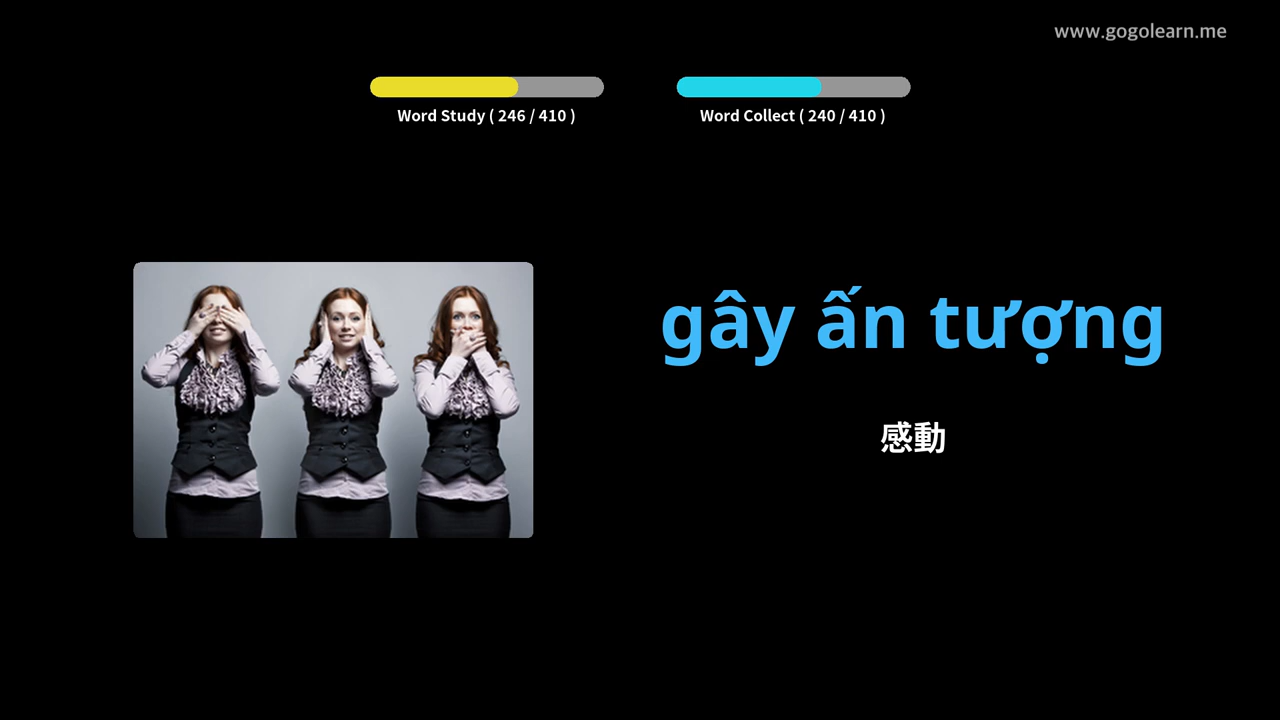 www.gogolearn.me
Word Study ( 246 / 410 )
Word Collect ( 240 / 410 )
gây ấn tượng
感動